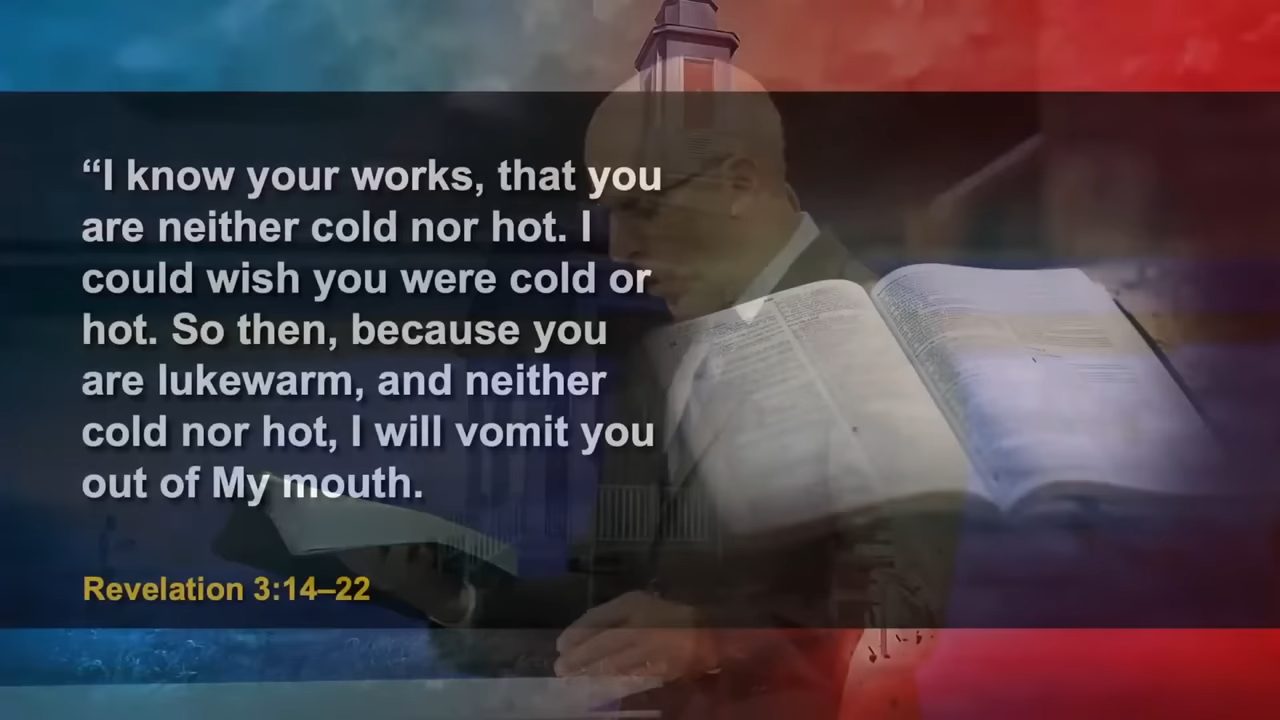 “I know your works, that you
are neither cold nor hot. I
could wish you were cold or
hot. So then, because you
are lukewarm, and neither
cold nor hot, I will vomit you
out of My mouth.
Revelation 3:14–22